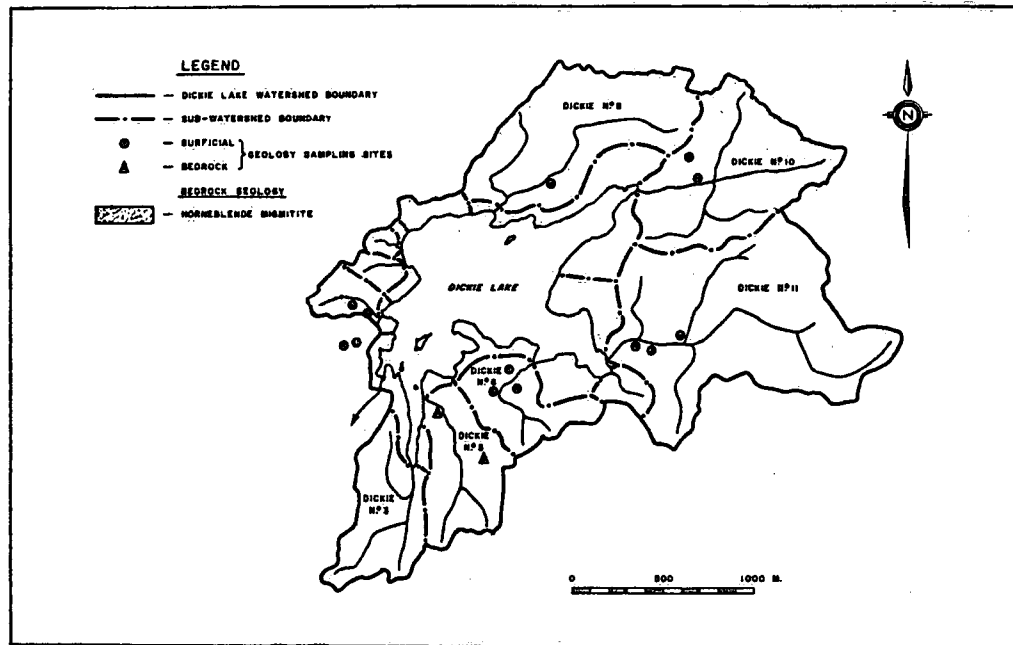 LEGEND
— DICKIE LAKE WATERSHED BOUNDARY
— SUB-WATERSHED BOUNDARY
— SURFICIAL
GEOLOGY SAMPLING SITES
— BEDROCK
BEDROCK GEOLOGY
— HORNEBLENDE MIGMITITE
N
DICKIE Nº
DICKIE Nº 10
DICKIE LAKE
DICKIE Nº 11
DICKIE
Nº 6
DICKIE
Nº 5
DICKIE
Nº 3
0 500 1000 M.